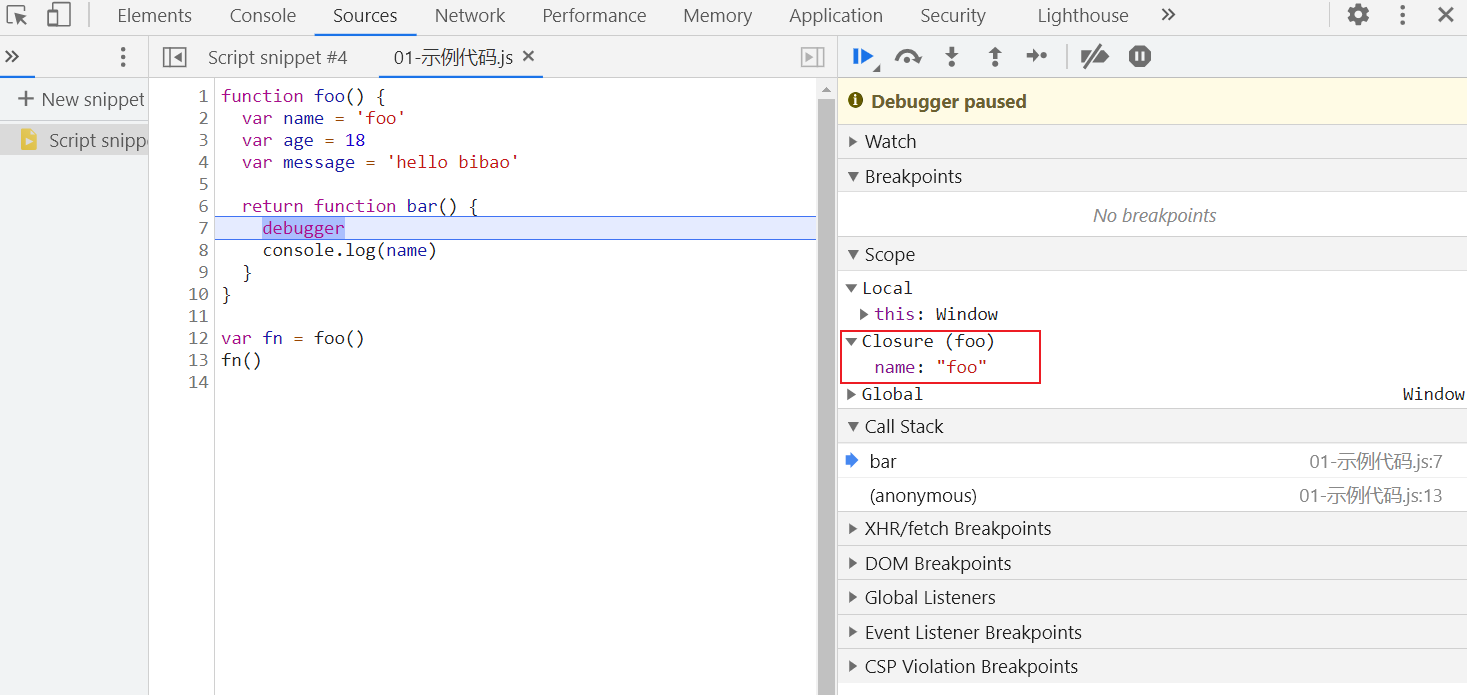 Elements Console Sources Network Performance Memory Application Security Lighthouse »
» Script snippet #4 01-示例代码.js ×
+ New snippet
Script snipp
1 function foo() {
2 var name = 'foo'
3 var age = 18
4 var message = 'hello bibao'
5
6 return function bar() {
7 debugger
8 console.log(name)
9 }
10 }
11
12 var fn = foo()
13 fn()
14
Debugger paused
Watch
Breakpoints
No breakpoints
Scope
Local
this: Window
Closure (foo)
name: "foo"
Global Window
Call Stack
bar 01-示例代码.js:7
(anonymous) 01-示例代码.js:13
XHR/fetch Breakpoints
DOM Breakpoints
Global Listeners
Event Listener Breakpoints
CSP Violation Breakpoints